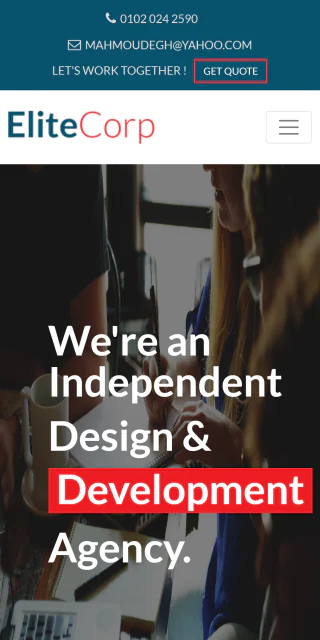 0102 024 2590
MAHMOUDEGH@YAHOO.COM
LET'S WORK TOGETHER ! GET QUOTE
EliteCorp
We're an
Independent
Design &
Development
Agency.